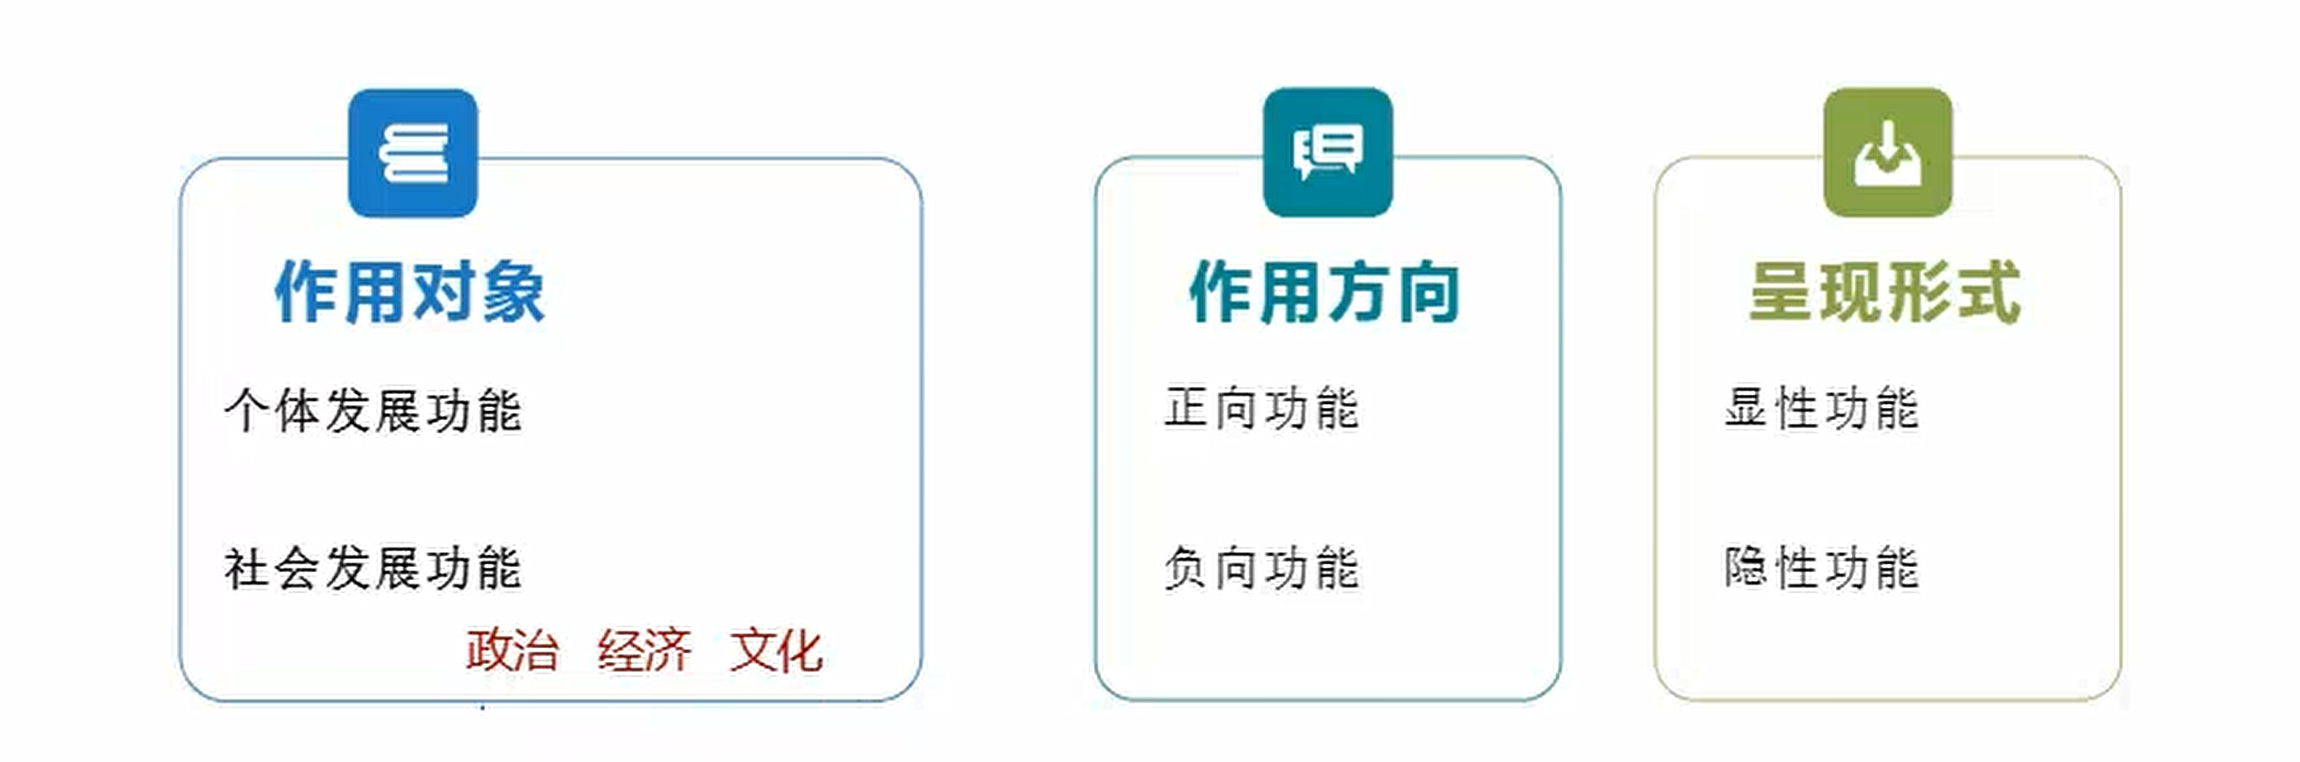 作用对象
个体发展功能
社会发展功能
政治 经济 文化
作用方向
正向功能
负向功能
呈现形式
显性功能
隐性功能